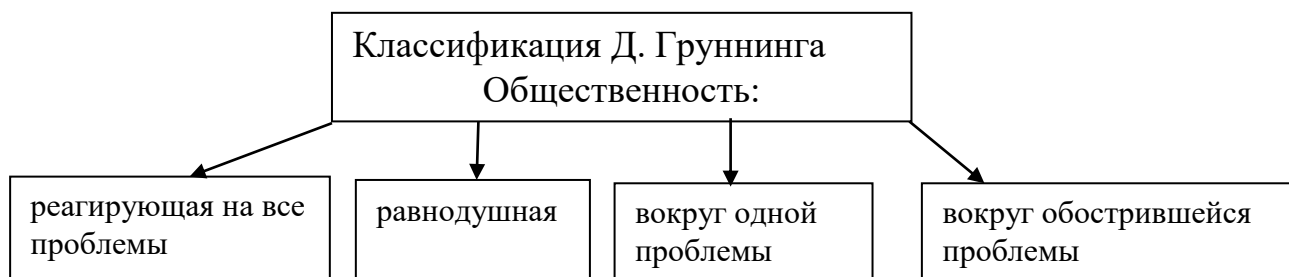 Классификация Д. Груннинга
Общественность:
реагирующая на все
проблемы
равнодушная
вокруг одной
проблемы
вокруг обострившейся
проблемы